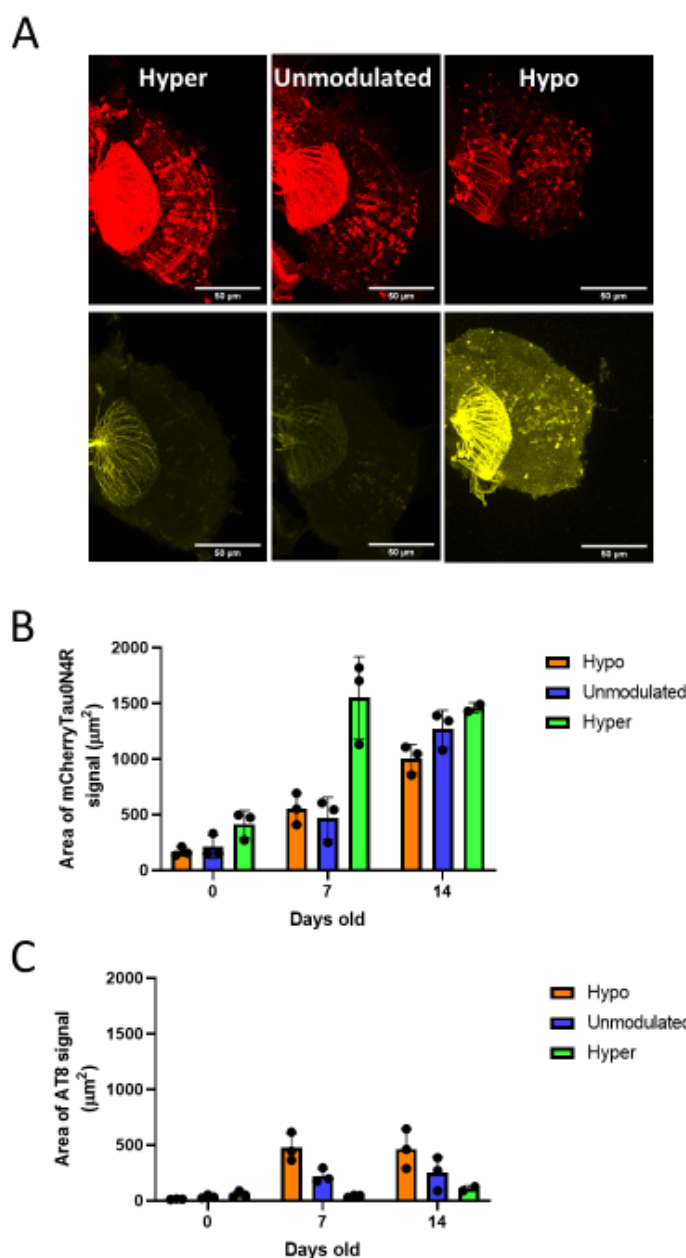 A
Hyper Unmodulated Hypo
50 μm 50 μm 50 μm
50 μm 50 μm 50 μm
B
Area of mCherryTau0N4R
signal (μm²)
2000
1500
1000
500
0
0 7 14
Days old
Hypo
Unmodulated
Hyper
C
Area of AT8 signal
(μm²)
2000
1500
1000
500
0
0 7 14
Days old
Hypo
Unmodulated
Hyper